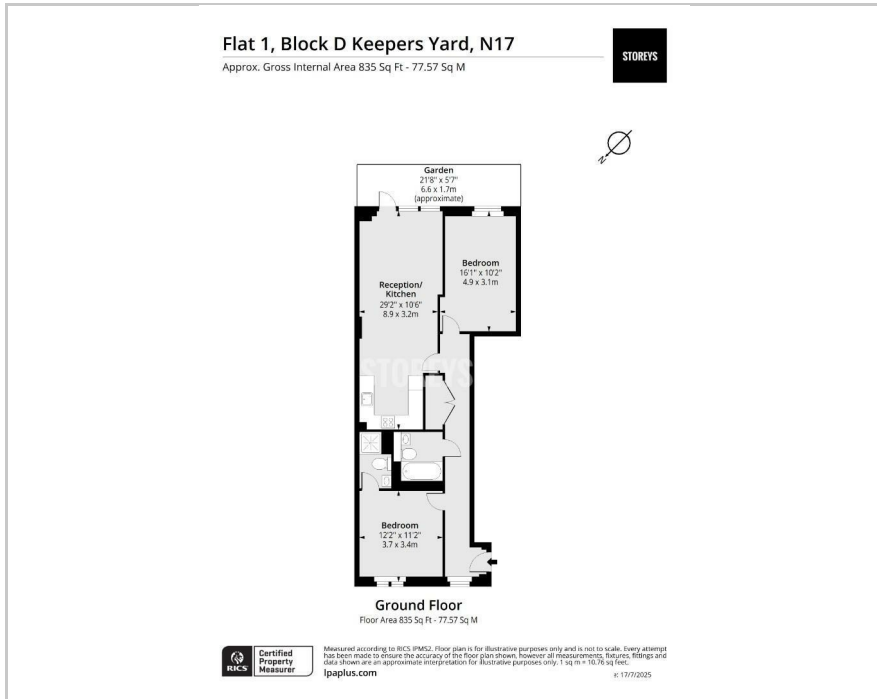 Flat 1, Block D Keepers Yard, N17
Approx. Gross Internal Area 835 Sq Ft - 77.57 Sq M
STOREYS
N
Garden
21'8" x 5'7"
6.6 x 1.7m
(approximate)
Bedroom
16'1" x 10'2"
4.9 x 3.1m
Reception/
Kitchen
29'2" x 10'6"
8.9 x 3.2m
STOREYS
Bedroom
12'2" x 11'2"
3.7 x 3.4m
Ground Floor
Floor Area 835 Sq Ft - 77.57 Sq M
RICS
Certified
Property
Measurer
Measured according to RICS IPMS2. Floor plan is for illustrative purposes only and is not to scale. Every attempt
has been made to ensure the accuracy of the floor plan shown, however all measurements, fixtures, fittings and
data shown are an approximate interpretation for illustrative purposes only. 1 sq m = 10.76 sq feet.
lpaplus.com
17/7/2025